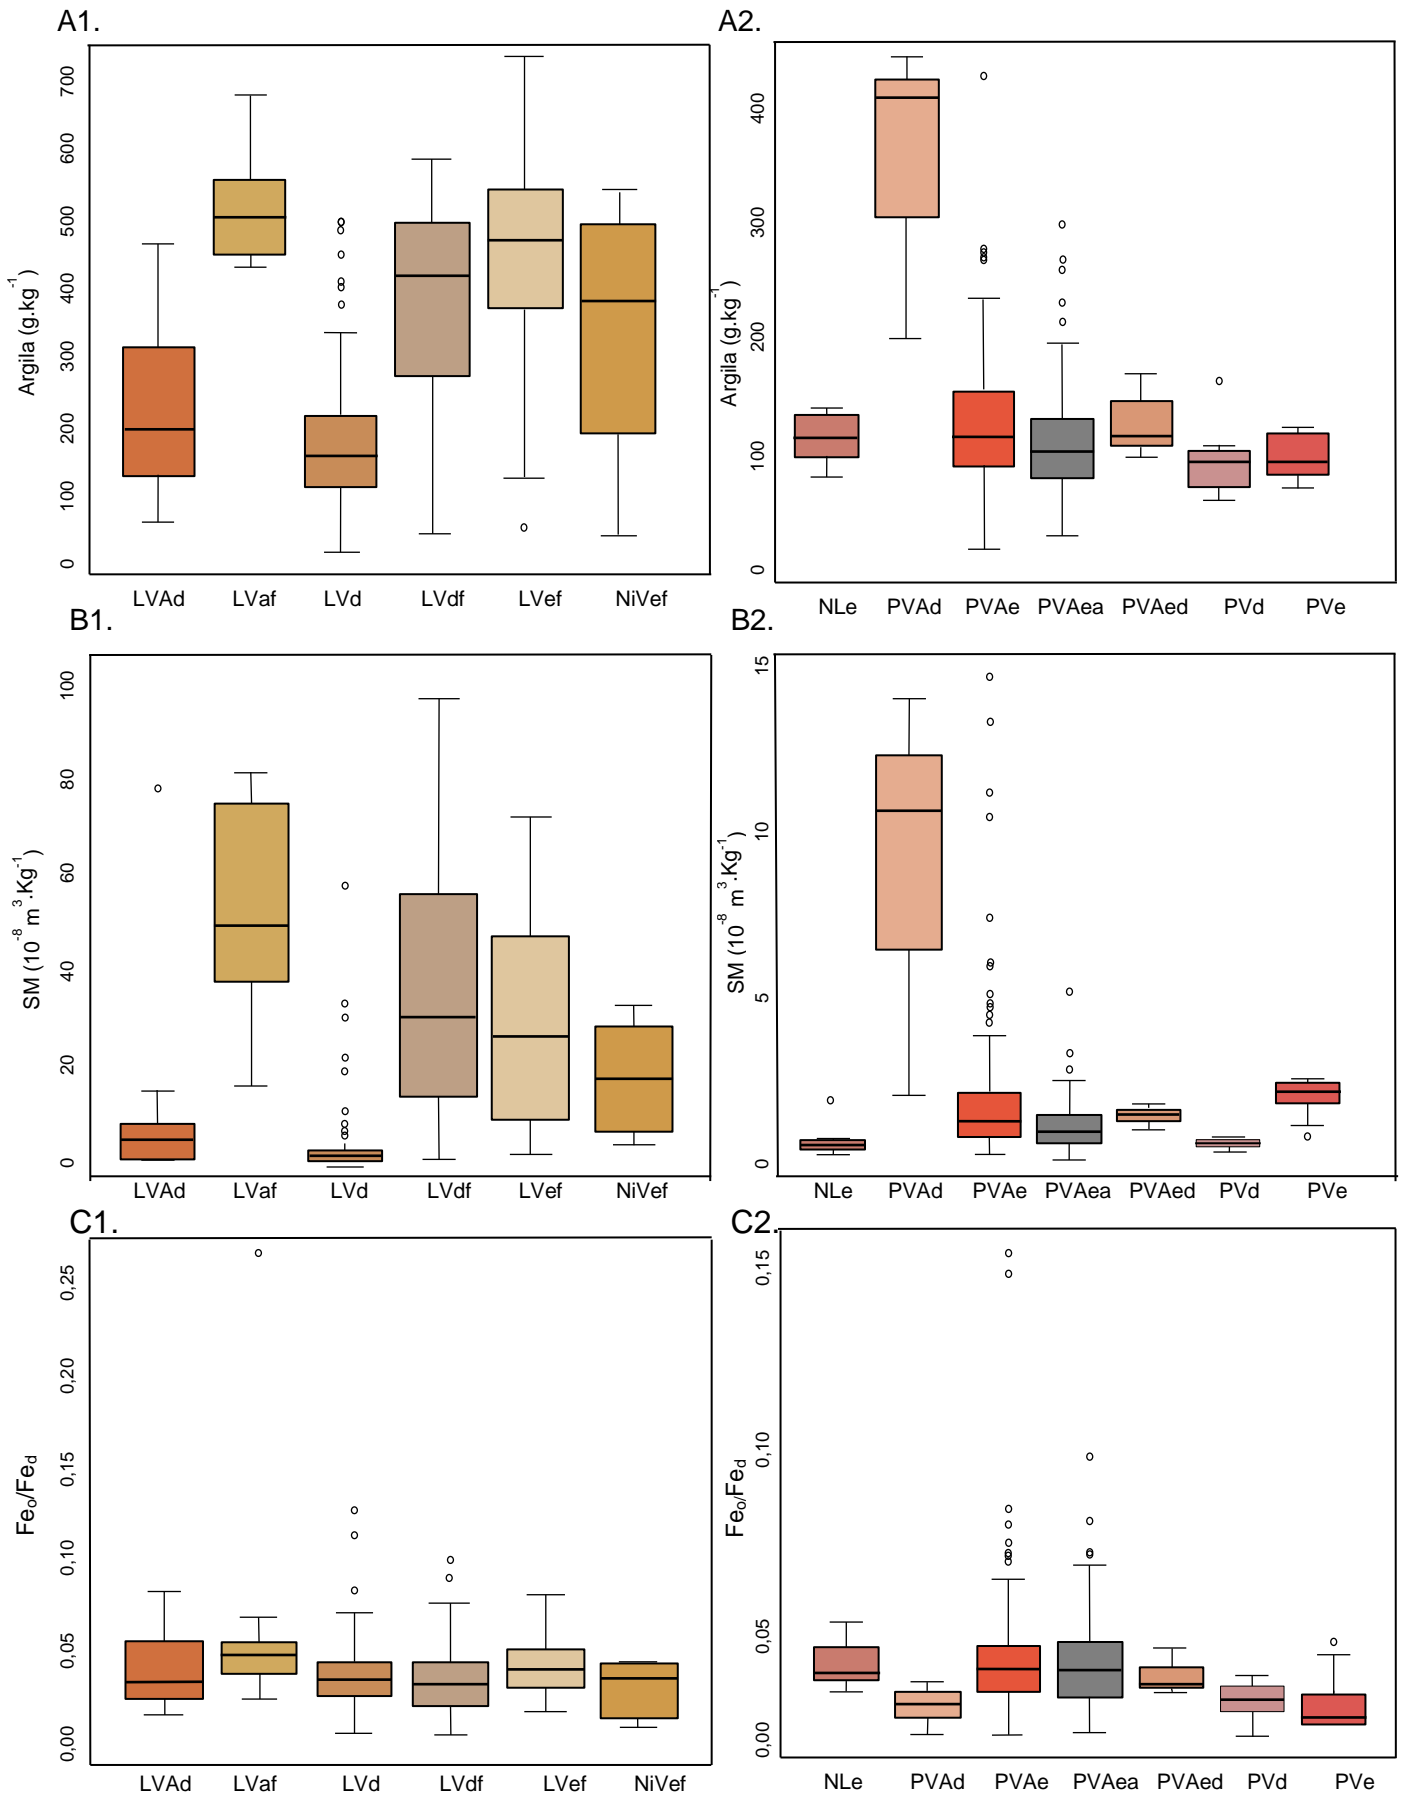 A1.
Argila (g.kg⁻¹)
700
600
500
400
300
200
100
0
LVAd LVaf LVd LVdf LVef NiVef
A2.
Argila (g.kg⁻¹)
400
300
200
100
0
NLe PVAd PVAe PVAea PVAed PVd PVe
B1.
SM (10⁻⁸ m³.Kg⁻¹)
100
80
60
40
20
0
LVAd LVaf LVd LVdf LVef NiVef
B2.
SM (10⁻⁸ m³.Kg⁻¹)
15
10
5
0
NLe PVAd PVAe PVAea PVAed PVd PVe
C1.
Feₒ/Fed
0,25
0,20
0,15
0,10
0,05
0,00
LVAd LVaf LVd LVdf LVef NiVef
C2.
Feₒ/Fed
0,15
0,10
0,05
0,00
NLe PVAd PVAe PVAea PVAed PVd PVe